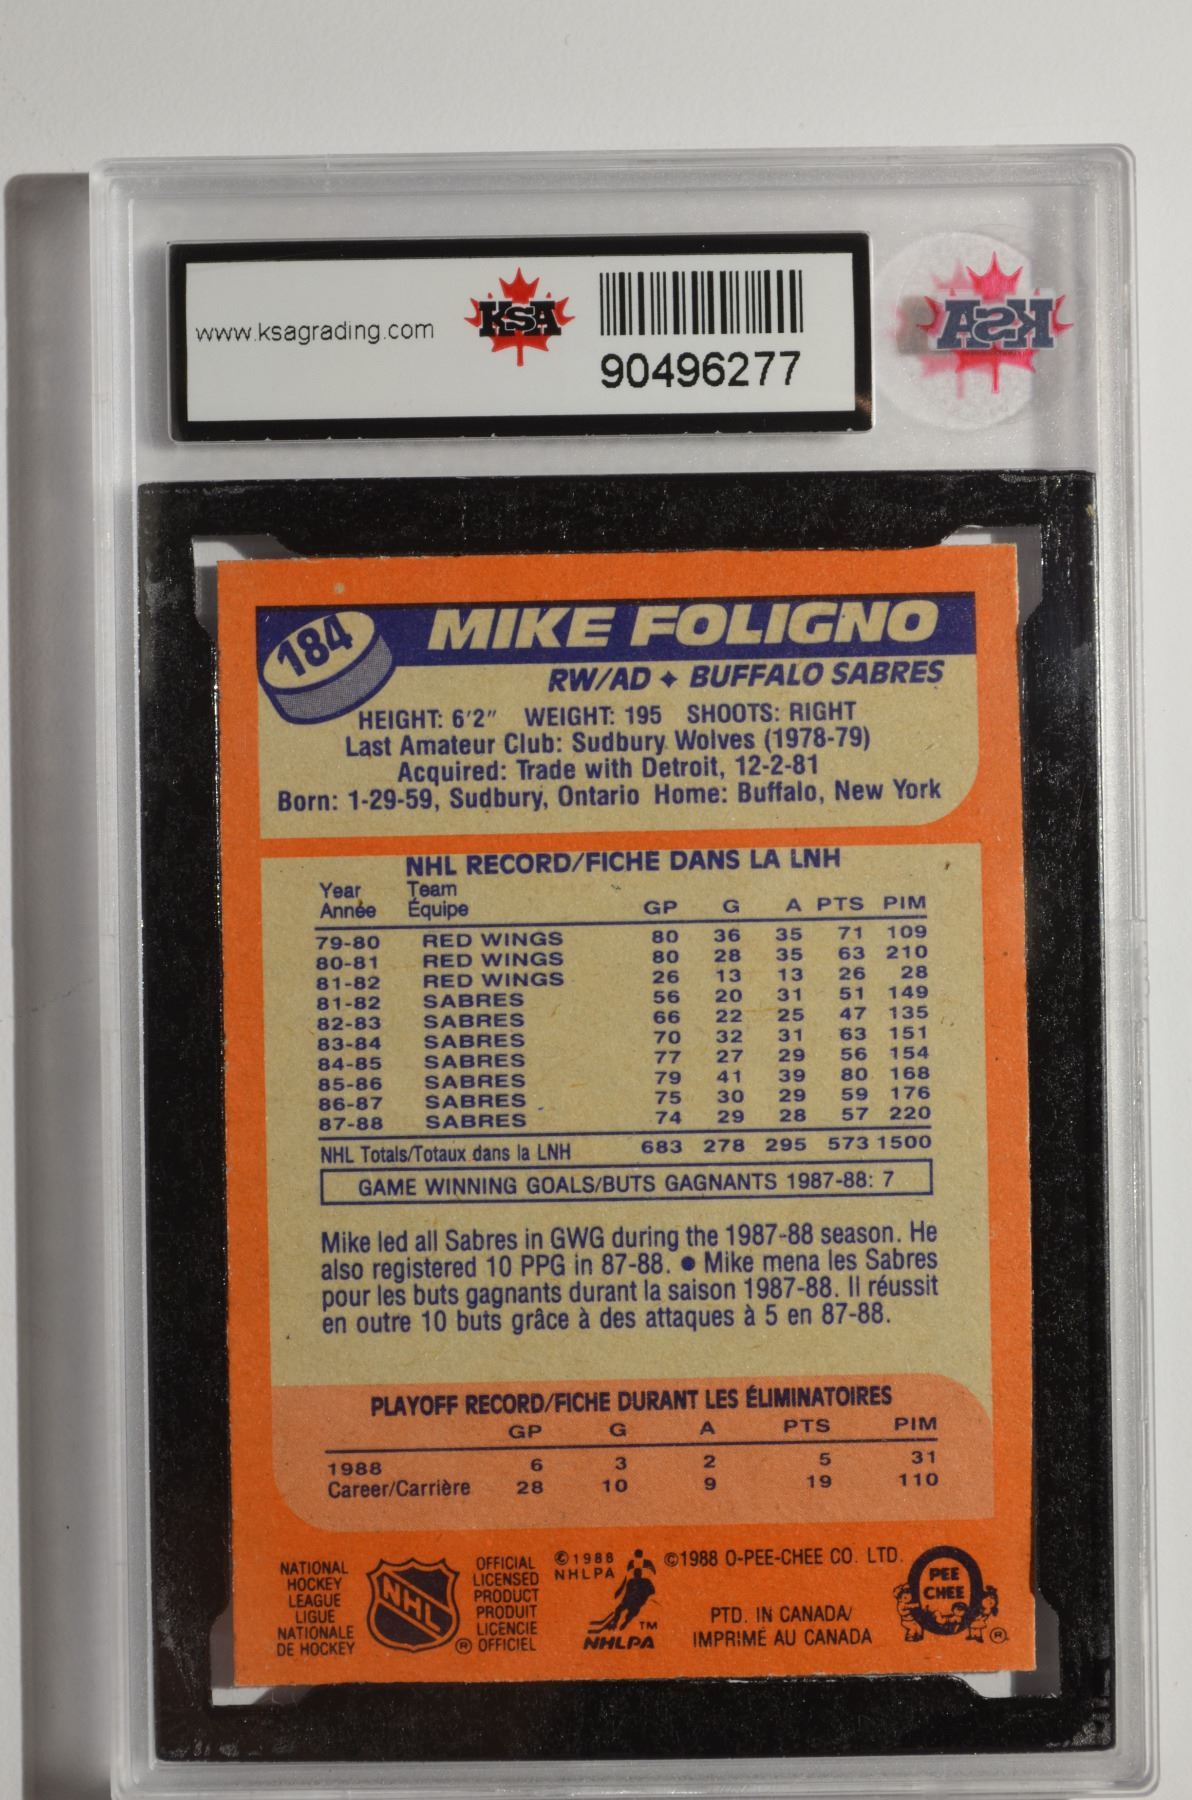 www.ksagrading.com
KSA
90496277
KSA
184
MIKE FOLIGNO
RW/AD ✦ BUFFALO SABRES
HEIGHT: 6'2" WEIGHT: 195 SHOOTS: RIGHT
Last Amateur Club: Sudbury Wolves (1978-79)
Acquired: Trade with Detroit, 12-2-81
Born: 1-29-59, Sudbury, Ontario Home: Buffalo, New York
NHL RECORD/FICHE DANS LA LNH
Year Team
Année Équipe GP G A PTS PIM
79-80 RED WINGS 80 36 35 71 109
80-81 RED WINGS 80 28 35 63 210
81-82 RED WINGS 26 13 13 26 28
81-82 SABRES 56 20 31 51 149
82-83 SABRES 66 22 25 47 135
83-84 SABRES 70 32 31 63 151
84-85 SABRES 77 27 29 56 154
85-86 SABRES 79 41 39 80 168
86-87 SABRES 75 30 29 59 176
87-88 SABRES 74 29 28 57 220
NHL Totals/Totaux dans la LNH 683 278 295 573 1500
GAME WINNING GOALS/BUTS GAGNANTS 1987-88: 7
Mike led all Sabres in GWG during the 1987-88 season. He
also registered 10 PPG in 87-88. ● Mike mena les Sabres
pour les buts gagnants durant la saison 1987-88. Il réussit
en outre 10 buts grâce à des attaques à 5 en 87-88.
PLAYOFF RECORD/FICHE DURANT LES ÉLIMINATOIRES
GP G A PTS PIM
1988 6 3 2 5 31
Career/Carrière 28 10 9 19 110
NATIONAL
HOCKEY
LEAGUE
LIGUE
NATIONALE
DE HOCKEY
NHL
®
OFFICIAL
LICENSED
PRODUCT
PRODUIT
LICENCIE
OFFICIEL
©1988
NHLPA
TM
NHLPA
©1988 O-PEE-CHEE CO. LTD.
PTD. IN CANADA/
IMPRIMÉ AU CANADA
O
PEE
CHEE
®